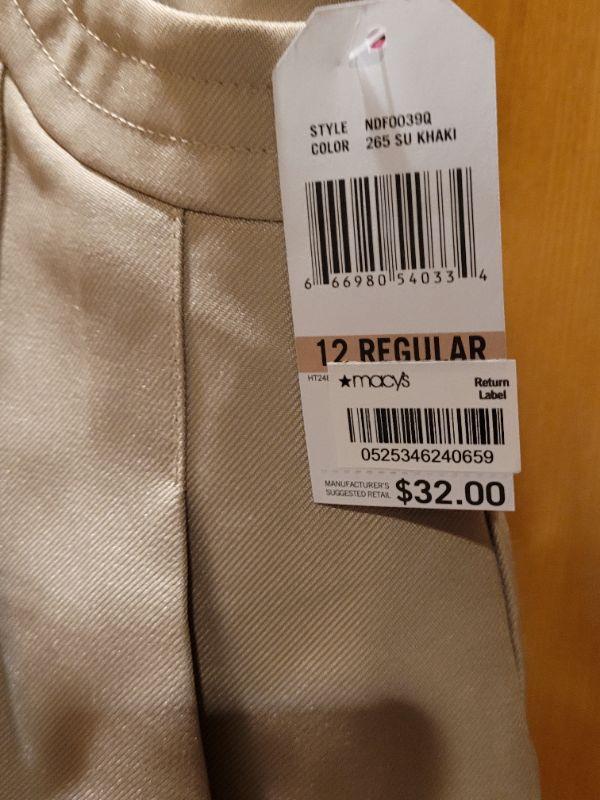 STYLE NDF0039Q
COLOR 265 SU KHAKI
6 66980 54033 4
12 REGULAR
HT24
★macy's Return Label
0525346240659
MANUFACTURER'S SUGGESTED RETAIL $32.00